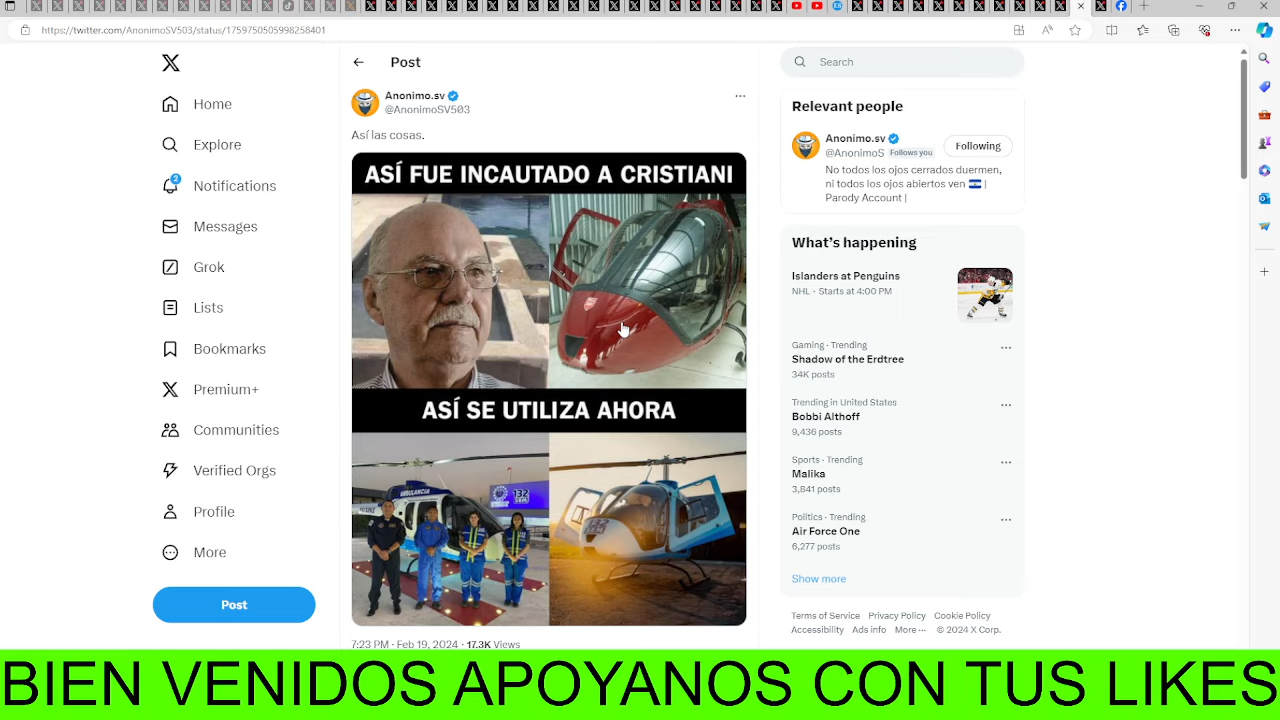 https://twitter.com/AnonimoSV503/status/1759750505998258401
Home
Explore
2
Notifications
Messages
Grok
Lists
Bookmarks
Premium+
Communities
Verified Orgs
Profile
More
Post
Post
Anonimo.sv
@AnonimoSV503
Así las cosas.
ASÍ FUE INCAUTADO A CRISTIANI
ASÍ SE UTILIZA AHORA
AMBULANCIA
132
SEM
132
7:23 PM · Feb 19, 2024 · 17.3K Views
Search
Relevant people
Anonimo.sv
@AnonimoS Follows you
Following
No todos los ojos cerrados duermen,
ni todos los ojos abiertos ven |
Parody Account |
What's happening
Islanders at Penguins
NHL · Starts at 4:00 PM
Gaming · Trending
Shadow of the Erdtree
34K posts
Trending in United States
Bobbi Althoff
9,436 posts
Sports · Trending
Malika
3,841 posts
Politics · Trending
Air Force One
6,277 posts
Show more
Terms of Service Privacy Policy Cookie Policy
Accessibility Ads info More ··· © 2024 X Corp.
BIEN VENIDOS APOYANOS CON TUS LIKES